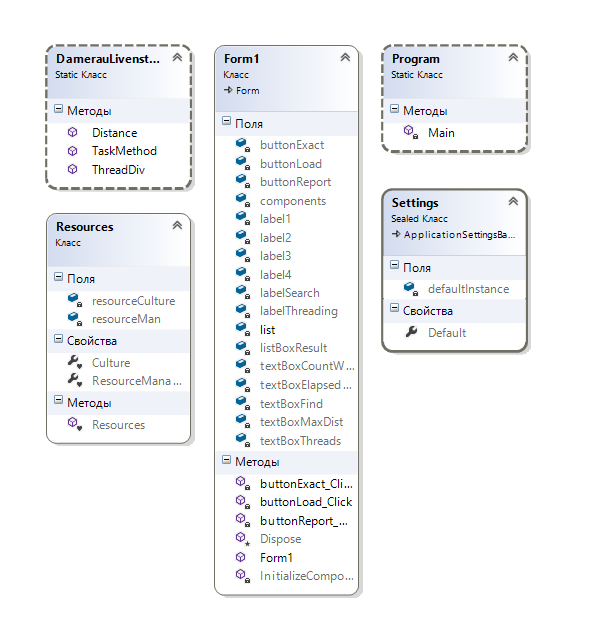 DamerauLivenst...
Static Класс
Методы
Distance
TaskMethod
ThreadDiv
Resources
Класс
Поля
resourceCulture
resourceMan
Свойства
Culture
ResourceMana...
Методы
Resources
Form1
Класс
Form
Поля
buttonExact
buttonLoad
buttonReport
components
label1
label2
label3
label4
labelSearch
labelThreading
list
listBoxResult
textBoxCountW...
textBoxElapsed...
textBoxFind
textBoxMaxDist
textBoxThreads
Методы
buttonExact_Cli...
buttonLoad_Click
buttonReport_...
Dispose
Form1
InitializeCompo...
Program
Static Класс
Методы
Main
Settings
Sealed Класс
ApplicationSettingsBa...
Поля
defaultInstance
Свойства
Default